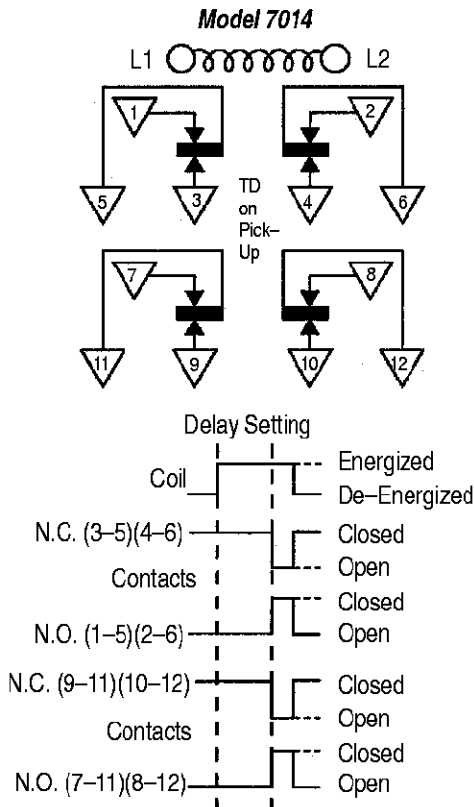 Model 7014
L1 L2
1 2
5 3 4 6
TD
on
Pick–
Up
7 8
11 9 10 12
Delay Setting
Coil
Energized
De–Energized
N.C. (3–5)(4–6)
Closed
Open
Contacts
Closed
N.O. (1–5)(2–6)
Open
N.C. (9–11)(10–12)
Closed
Open
Contacts
Closed
N.O. (7–11)(8–12)
Open